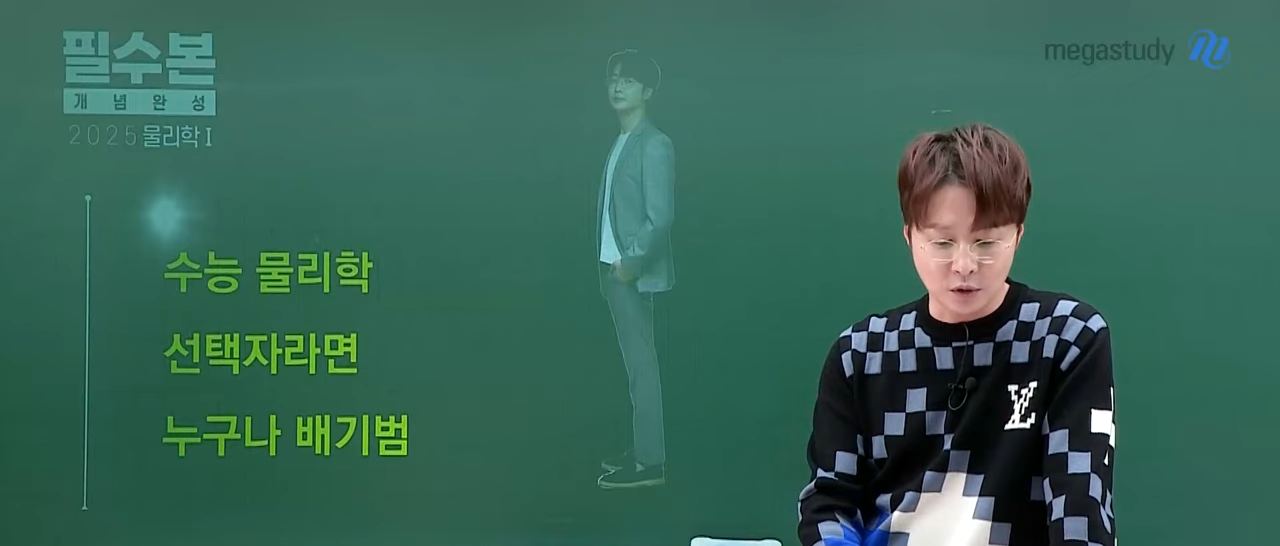 필수본
개념완성
2025 물리학 I
megastudy
수능 물리학
선택자라면
누구나 배기범
LV